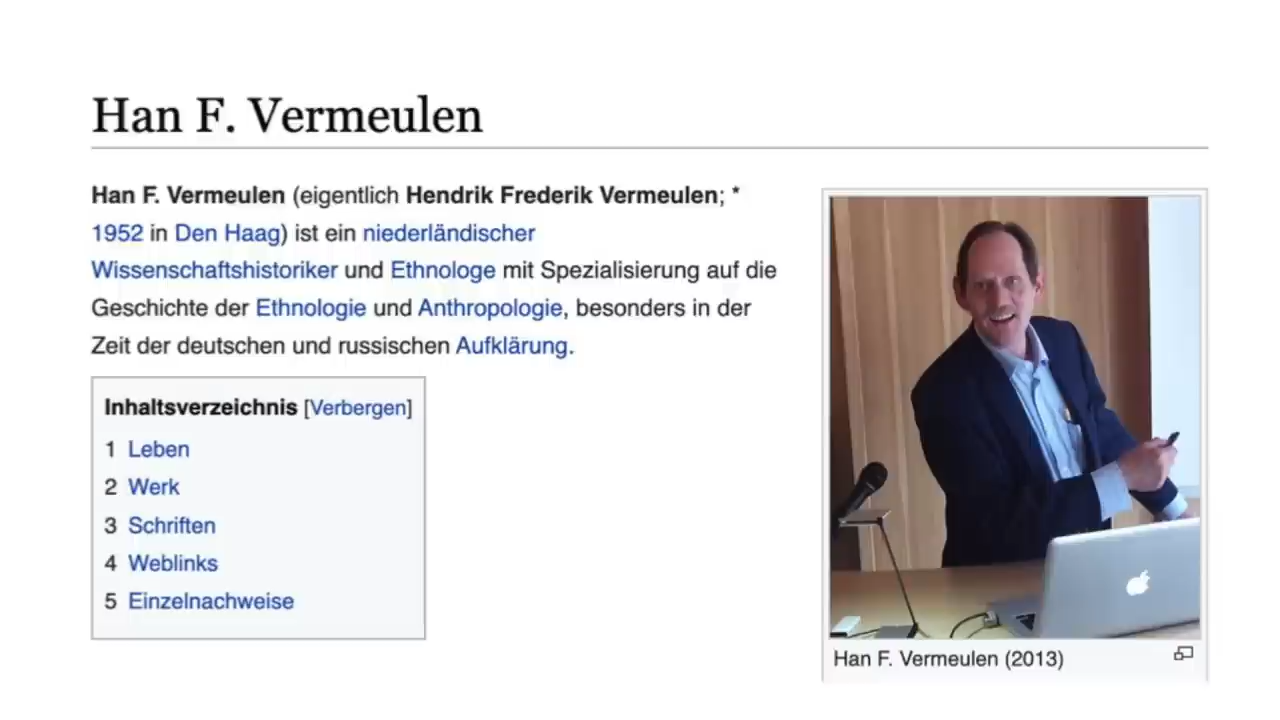 Han F. Vermeulen
Han F. Vermeulen (eigentlich Hendrik Frederik Vermeulen; *
1952 in Den Haag) ist ein niederländischer
Wissenschaftshistoriker und Ethnologe mit Spezialisierung auf die
Geschichte der Ethnologie und Anthropologie, besonders in der
Zeit der deutschen und russischen Aufklärung.
Inhaltsverzeichnis [Verbergen]
1 Leben
2 Werk
3 Schriften
4 Weblinks
5 Einzelnachweise
Han F. Vermeulen (2013)